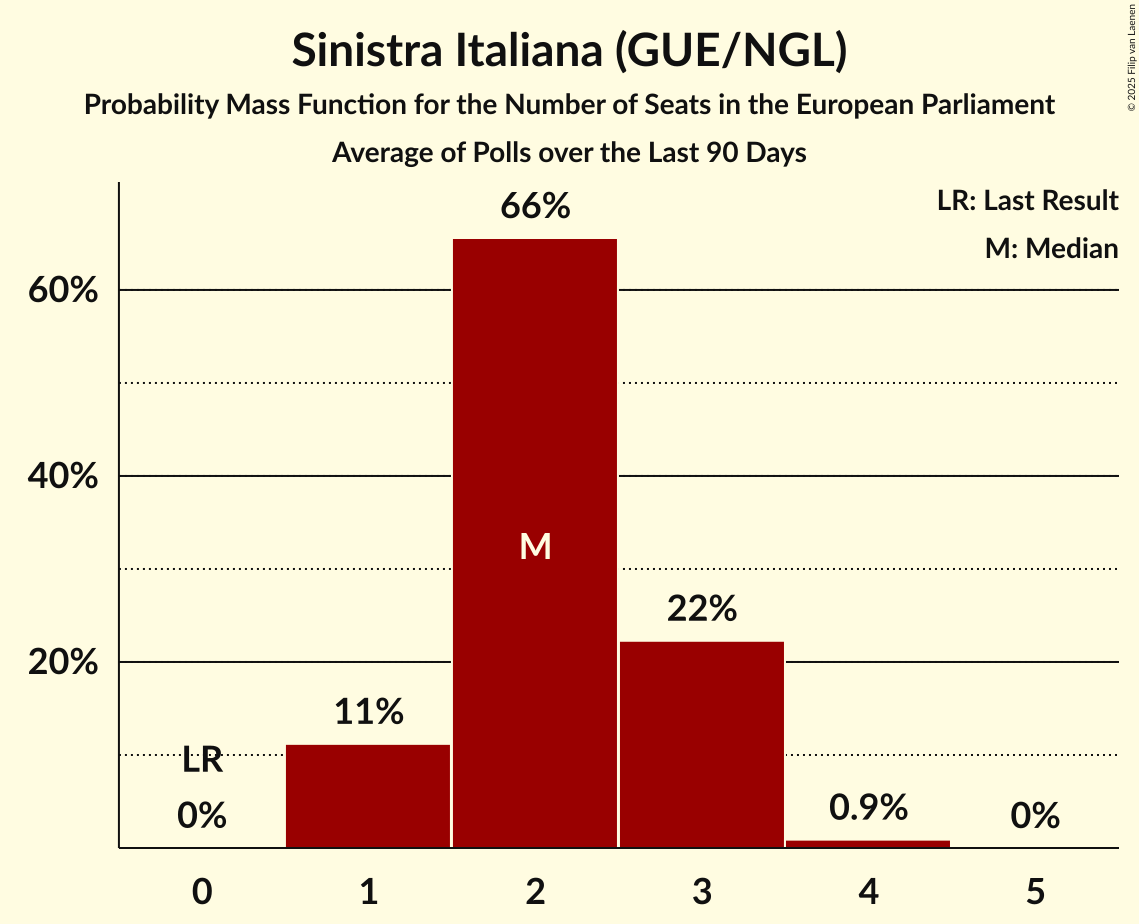 Sinistra Italiana (GUE/NGL)
Probability Mass Function for the Number of Seats in the European Parliament
Average of Polls over the Last 90 Days
© 2025 Filip van Laenen
LR: Last Result
M: Median
66%
60%
40%
M
22%
20%
11%
LR
0%
0.9%
0%
0 1 2 3 4 5